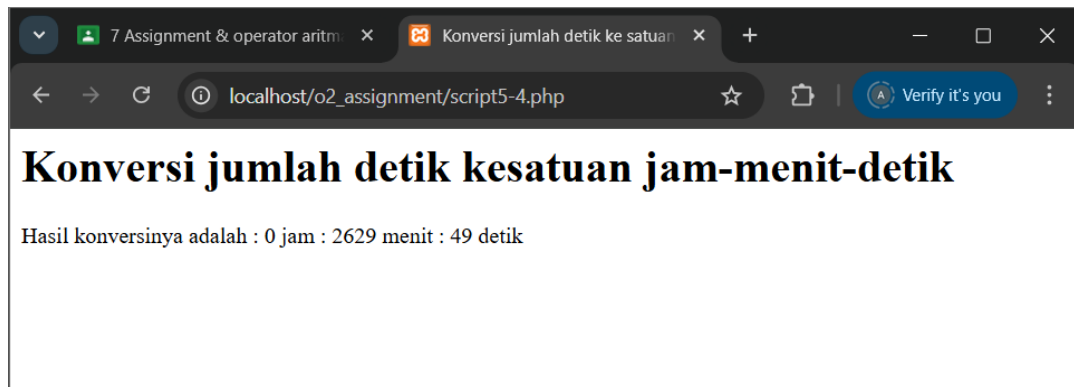 7 Assignment & operator aritm
Konversi jumlah detik ke satuan
localhost/o2_assignment/script5-4.php
A
Verify it's you
Konversi jumlah detik kesatuan jam-menit-detik
Hasil konversinya adalah : 0 jam : 2629 menit : 49 detik